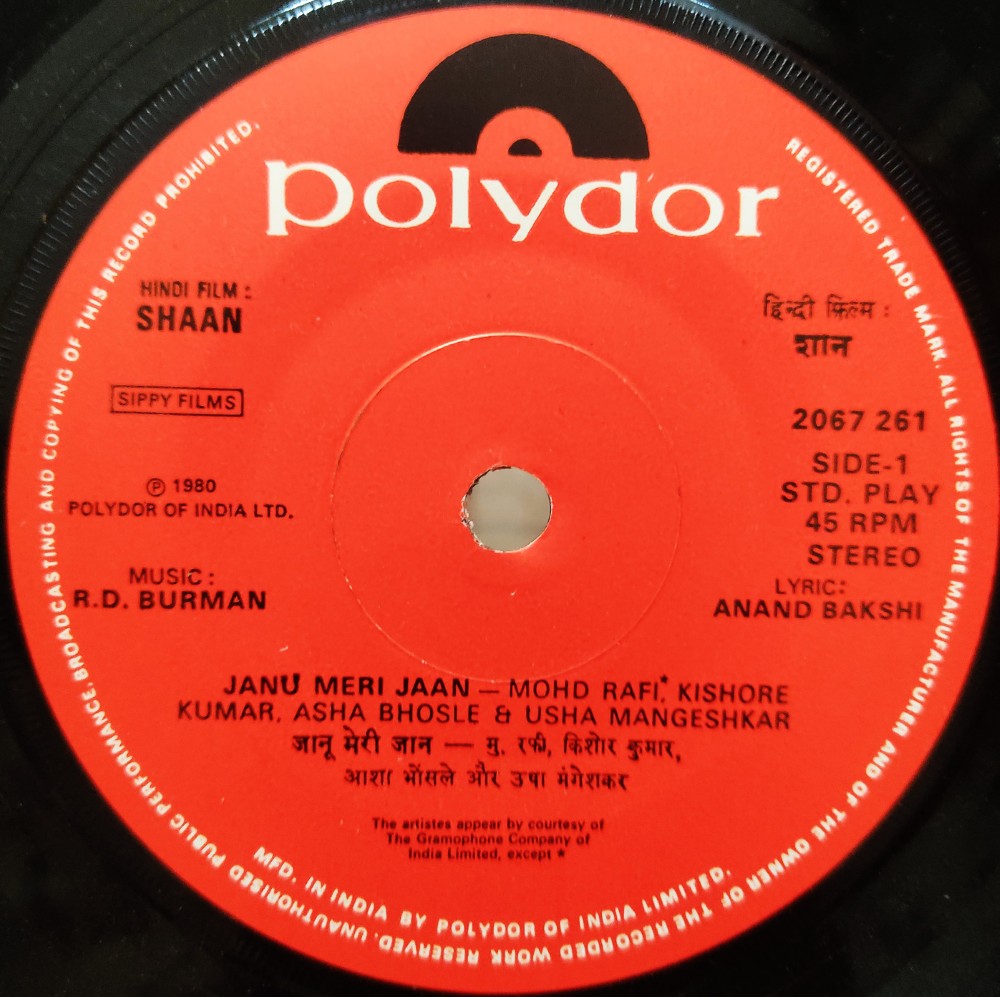 polydor
HINDI FILM :
SHAAN
SIPPY FILMS
Ⓟ 1980
POLYDOR OF INDIA LTD.
MUSIC :
R.D. BURMAN
हिन्दी फ़िल्म :
शान
2067 261
SIDE-1
STD. PLAY
45 RPM
STEREO
LYRIC:
ANAND BAKSHI
JANU MERI JAAN — MOHD RAFI,* KISHORE
KUMAR, ASHA BHOSLE & USHA MANGESHKAR
जानू मेरी जान — मु. रफ़ी, किशोर कुमार,
आशा भोंसले और उषा मंगेशकर
The artistes appear by courtesy of
The Gramophone Company of
India Limited, except *
REGISTERED TRADE MARK. ALL RIGHTS OF THE MANUFACTURER AND OF THE OWNER OF THE RECORDED WORK RESERVED. UNAUTHORISED PUBLIC PERFORMANCE, BROADCASTING AND COPYING OF THIS RECORD PROHIBITED.
MFD. IN INDIA BY POLYDOR OF INDIA LIMITED.